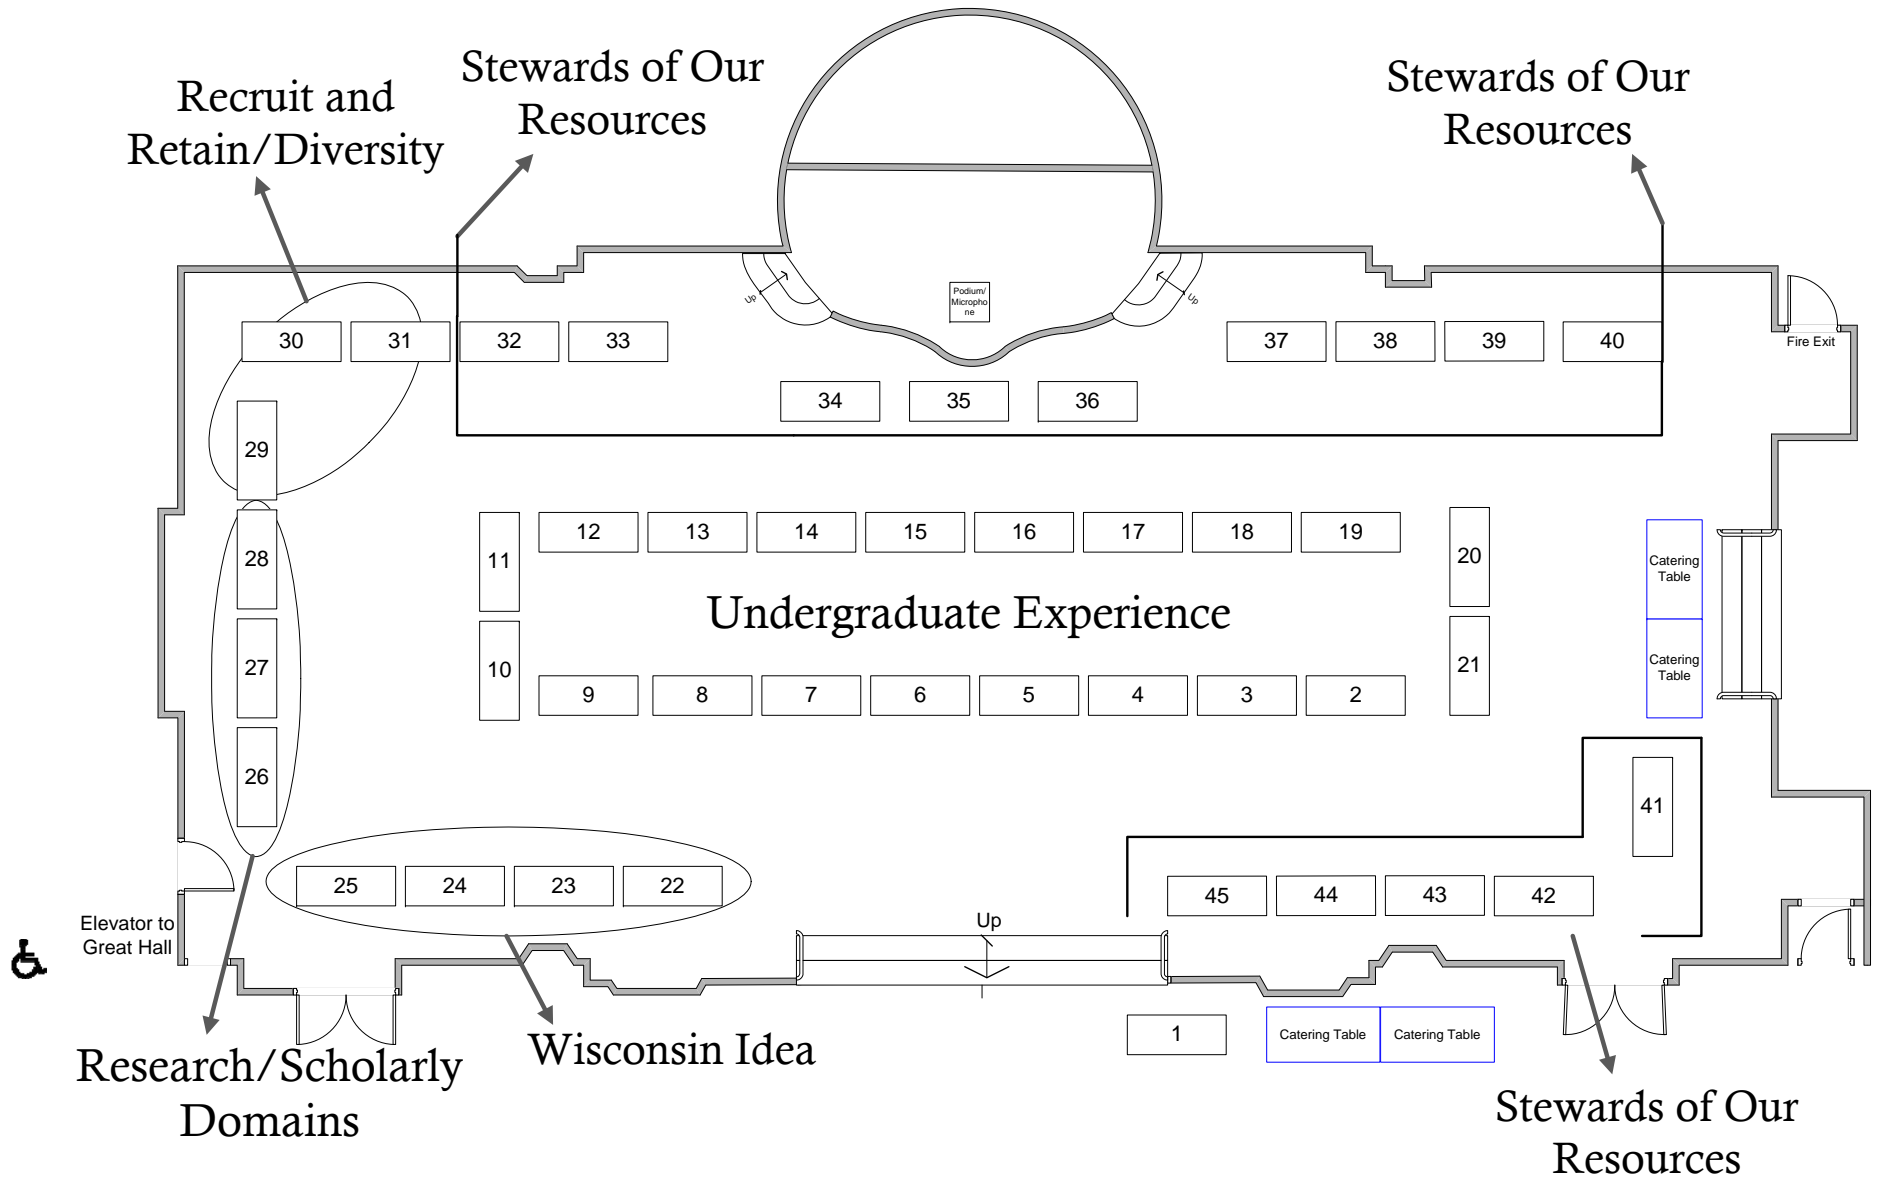 Stewards of Our
Resources
Recruit and
Retain/Diversity
Stewards of Our
Resources
Up
Podium/
Micropho
ne
Up
30
31
32
33
37
38
39
40
Fire Exit
34
35
36
29
28
27
26
11
10
12
13
14
15
16
17
18
19
20
21
Undergraduate Experience
9
8
7
6
5
4
3
2
Catering
Table
Catering
Table
41
25
24
23
22
45
44
43
42
Elevator to
Great Hall
Up
1
Catering Table
Catering Table
Wisconsin Idea
Research/Scholarly
Domains
Stewards of Our
Resources